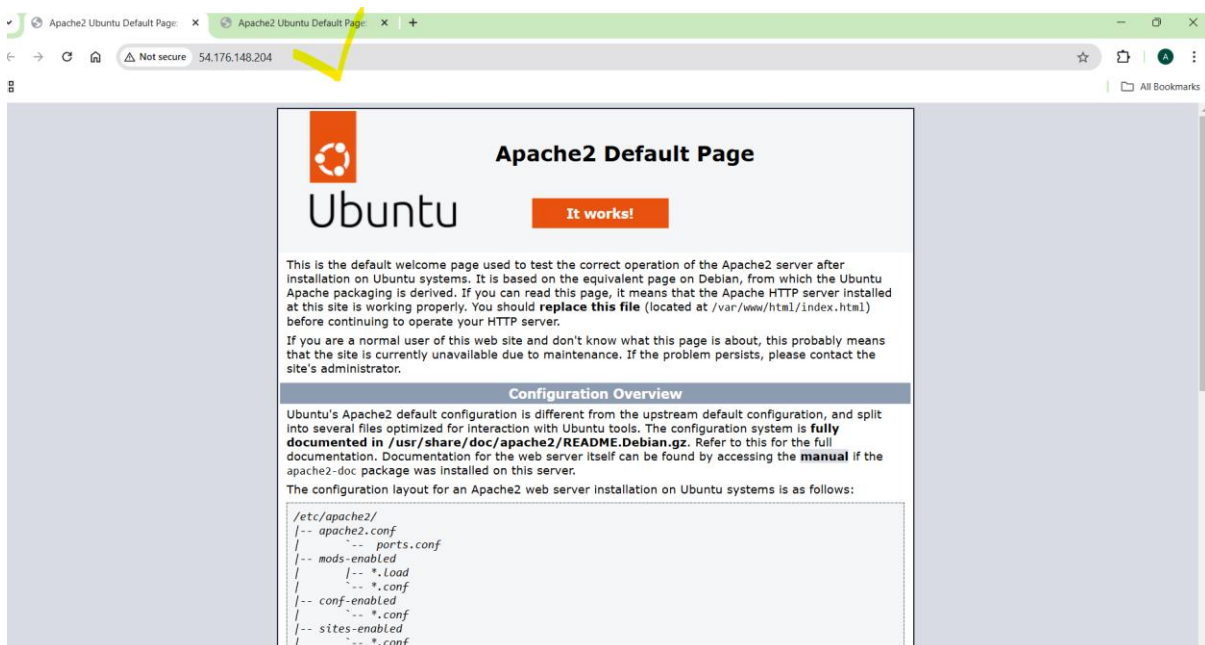 Apache2 Ubuntu Default Page:
Apache2 Ubuntu Default Page:
Not secure 54.176.148.204
A
All Bookmarks
Apache2 Default Page
Ubuntu
It works!
This is the default welcome page used to test the correct operation of the Apache2 server after
installation on Ubuntu systems. It is based on the equivalent page on Debian, from which the Ubuntu
Apache packaging is derived. If you can read this page, it means that the Apache HTTP server installed
at this site is working properly. You should replace this file (located at /var/www/html/index.html)
before continuing to operate your HTTP server.
If you are a normal user of this web site and don't know what this page is about, this probably means
that the site is currently unavailable due to maintenance. If the problem persists, please contact the
site's administrator.
Configuration Overview
Ubuntu's Apache2 default configuration is different from the upstream default configuration, and split
into several files optimized for interaction with Ubuntu tools. The configuration system is fully
documented in /usr/share/doc/apache2/README.Debian.gz. Refer to this for the full
documentation. Documentation for the web server itself can be found by accessing the manual if the
apache2-doc package was installed on this server.
The configuration layout for an Apache2 web server installation on Ubuntu systems is as follows:
/etc/apache2/
|-- apache2.conf
|       `--  ports.conf
|-- mods-enabled
|       |-- *.load
|       `-- *.conf
|-- conf-enabled
|       `-- *.conf
|-- sites-enabled
|       `-- *.conf